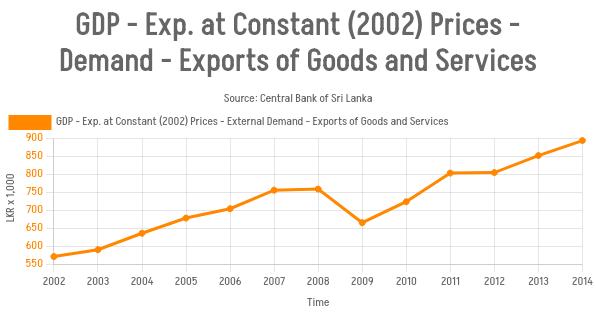 GDP - Exp. at Constant (2002) Prices -
Demand - Exports of Goods and Services
Source: Central Bank of Sri Lanka
GDP - Exp. at Constant (2002) Prices - External Demand - Exports of Goods and Services
LKR x 1,000
900
850
800
750
700
650
600
550
2002 2003 2004 2005 2006 2007 2008 2009 2010 2011 2012 2013 2014
Time